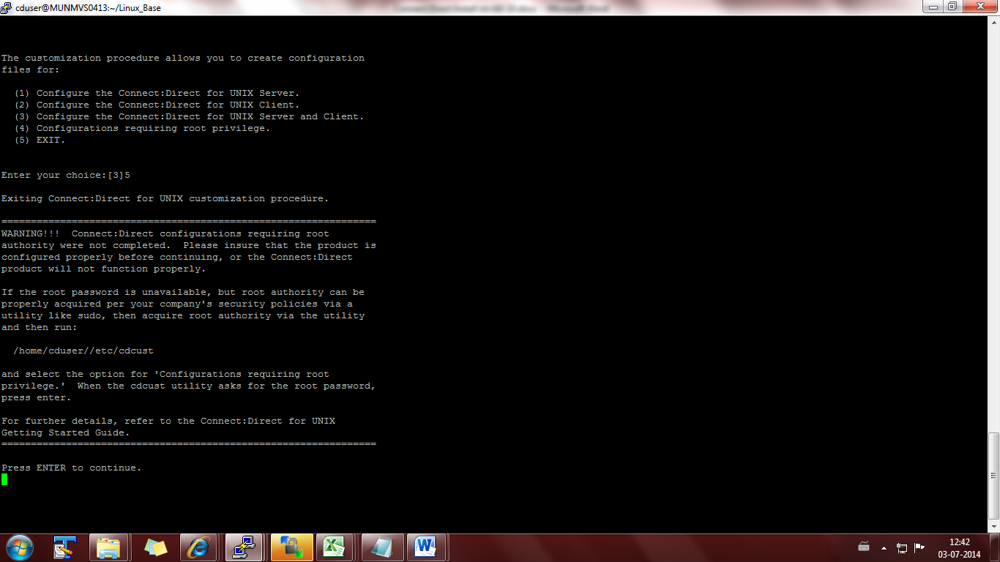 cduser@MUNMVS0413:~/Linux_Base
The customization procedure allows you to create configuration
files for:
(1) Configure the Connect:Direct for UNIX Server.
(2) Configure the Connect:Direct for UNIX Client.
(3) Configure the Connect:Direct for UNIX Server and Client.
(4) Configurations requiring root privilege.
(5) EXIT.
Enter your choice:[3]5
Exiting Connect:Direct for UNIX customization procedure.
================================================================
WARNING!!!  Connect:Direct configurations requiring root
authority were not completed.  Please insure that the product is
configured properly before continuing, or the Connect:Direct
product will not function properly.
If the root password is unavailable, but root authority can be
properly acquired per your company's security policies via a
utility like sudo, then acquire root authority via the utility
and then run:
/home/cduser//etc/cdcust
and select the option for 'Configurations requiring root
privilege.'  When the cdcust utility asks for the root password,
press enter.
For further details, refer to the Connect:Direct for UNIX
Getting Started Guide.
================================================================
Press ENTER to continue.
12:42
03-07-2014